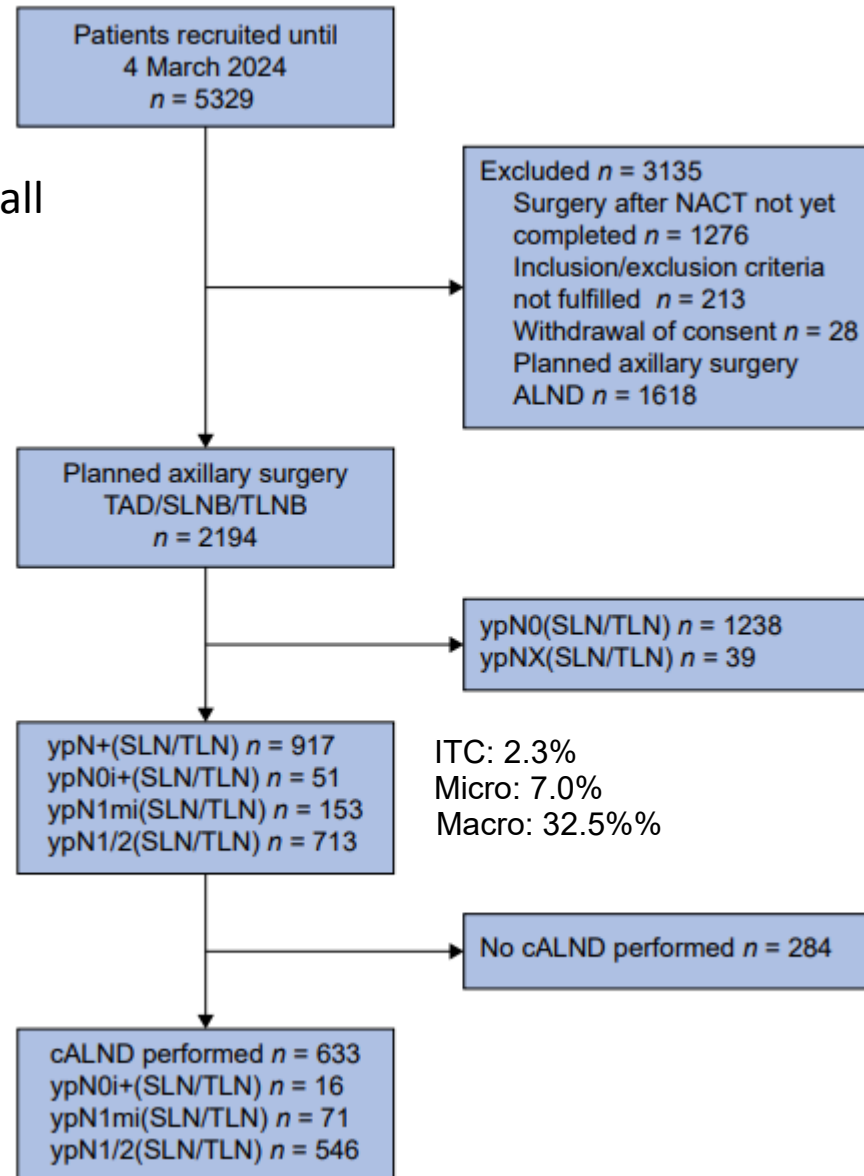 Patients recruited until
4 March 2024
n = 5329
all
Excluded n = 3135
Surgery after NACT not yet
completed n = 1276
Inclusion/exclusion criteria
not fulfilled n = 213
Withdrawal of consent n = 28
Planned axillary surgery
ALND n = 1618
Planned axillary surgery
TAD/SLNB/TLNB
n = 2194
ypN0(SLN/TLN) n = 1238
ypNX(SLN/TLN) n = 39
ypN+(SLN/TLN) n = 917
ypN0i+(SLN/TLN) n = 51
ypN1mi(SLN/TLN) n = 153
ypN1/2(SLN/TLN) n = 713
ITC: 2.3%
Micro: 7.0%
Macro: 32.5%%
No cALND performed n = 284
cALND performed n = 633
ypN0i+(SLN/TLN) n = 16
ypN1mi(SLN/TLN) n = 71
ypN1/2(SLN/TLN) n = 546